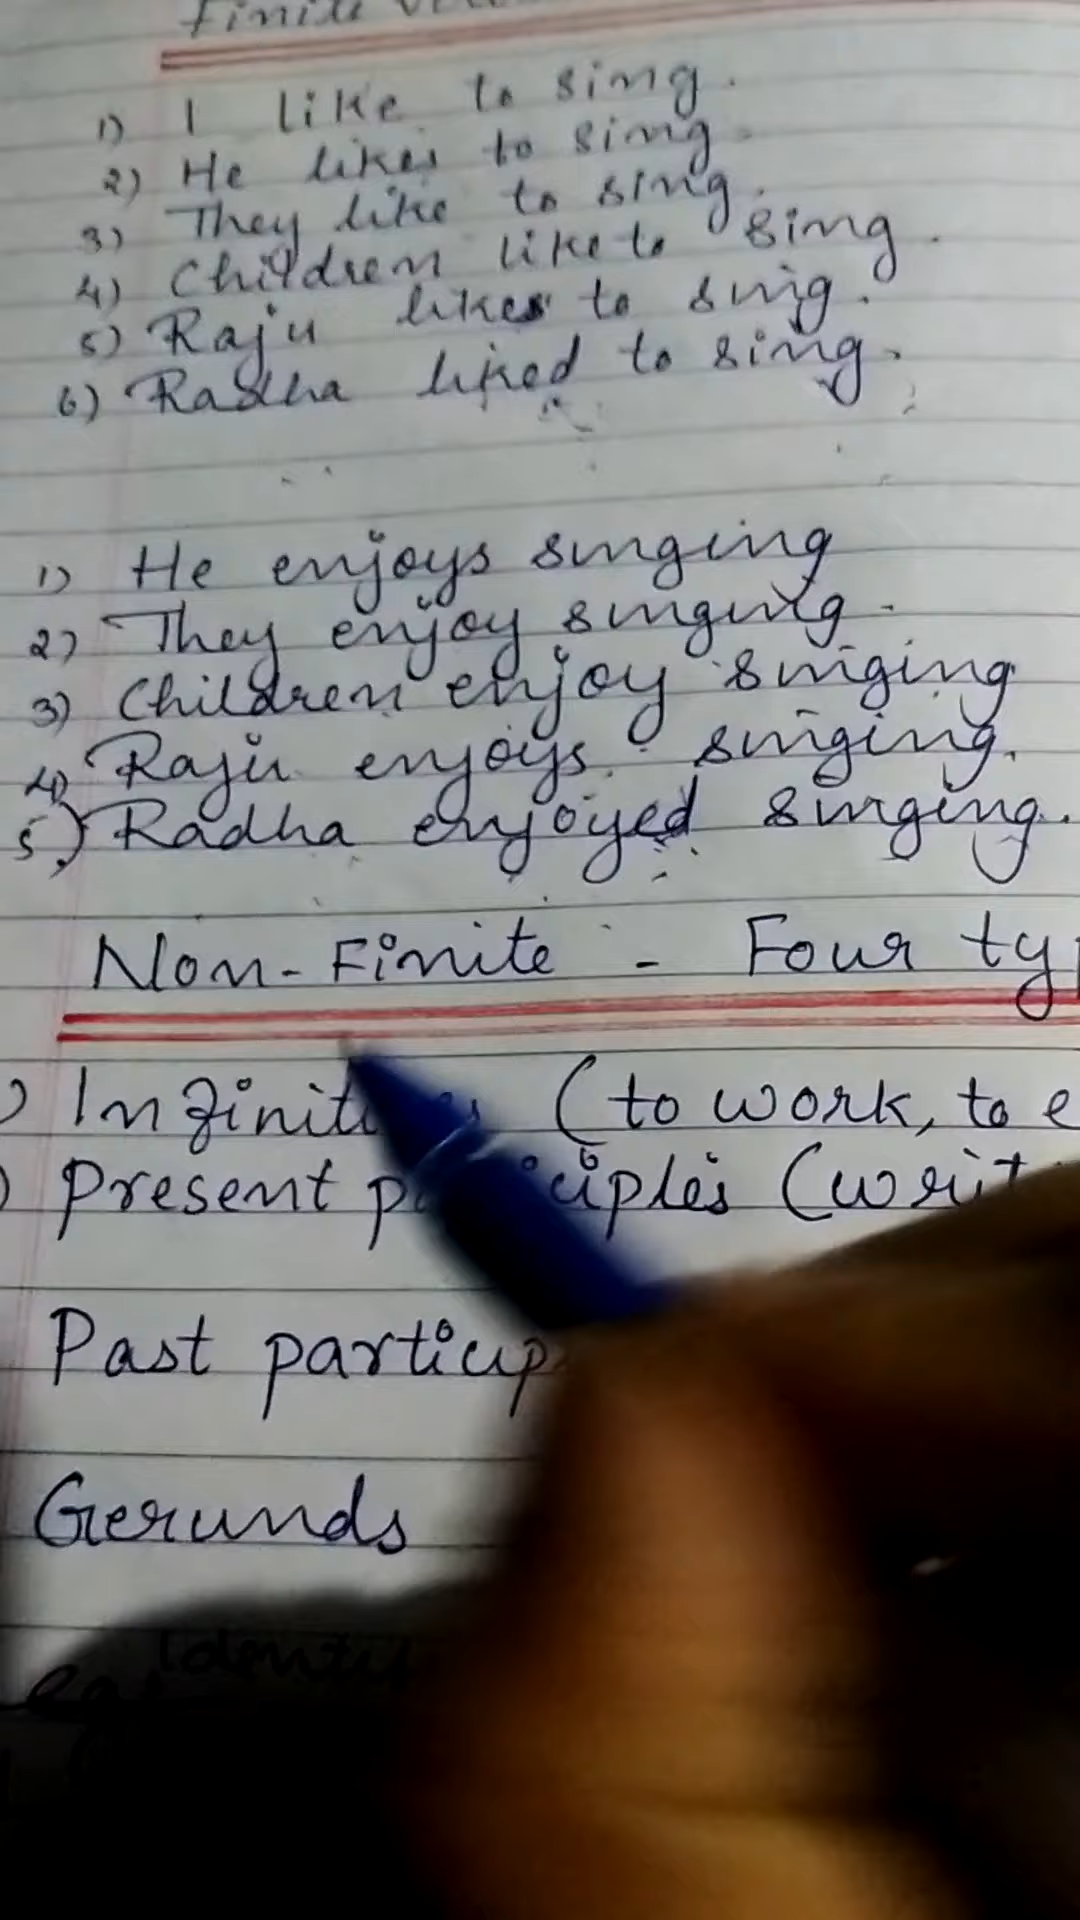 Finite
1) I like to sing.
2) He likes to sing.
3) They like to sing.
4) Children like to sing.
5) Raju likes to sing.
6) Radha liked to sing.
1) He enjoys singing
2) They enjoy singing.
3) Children enjoy singing
4) Raju enjoys singing.
5) Radha enjoyed singing.
Non-Finite - Four
) Infinitives (to work, to
) Present participles
Past
Gerunds